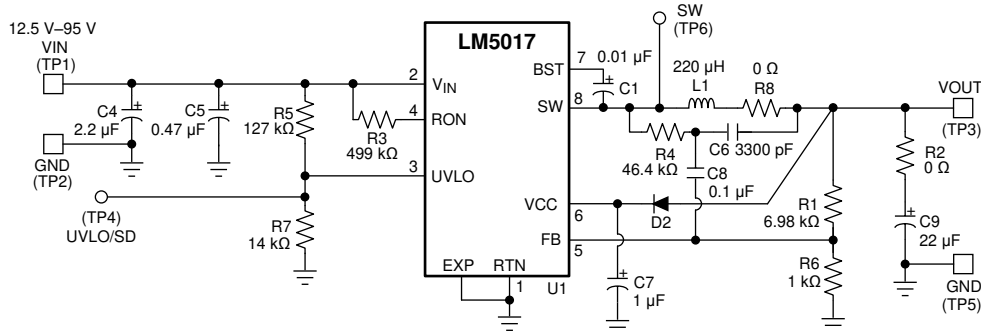 12.5 V–95 V
VIN
(TP1)
GND
(TP2)
C4
2.2 µF
C5
0.47 µF
R5
127 kΩ
R3
499 kΩ
(TP4)
UVLO/SD
R7
14 kΩ
LM5017
2
VIN
4
RON
3
UVLO
EXP
RTN
1
U1
BST
7
SW
8
VCC
6
FB
5
0.01 µF
C1
SW
(TP6)
220 µH
L1
0 Ω
R8
R4
46.4 kΩ
C6
3300 pF
C8
0.1 µF
D2
C7
1 µF
R1
6.98 kΩ
R6
1 kΩ
VOUT
(TP3)
R2
0 Ω
C9
22 µF
GND
(TP5)